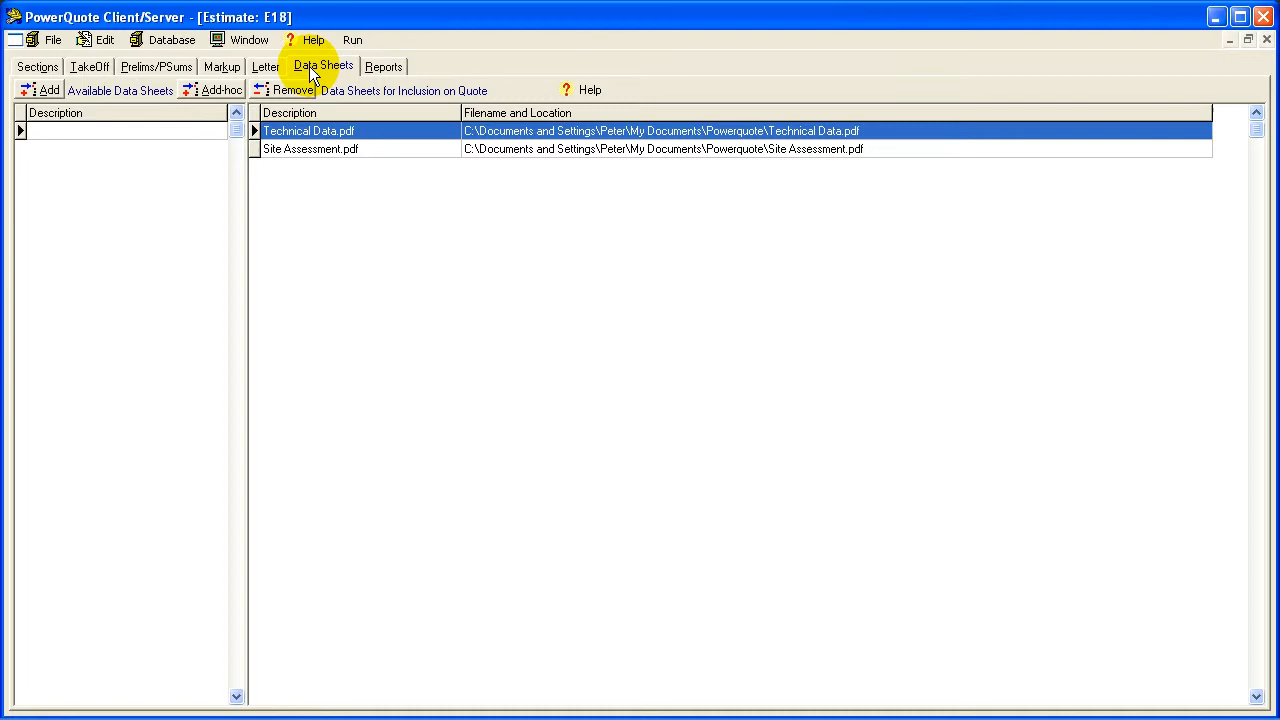 PowerQuote Client/Server - [Estimate: E18]
File Edit Database Window ? Help Run
Sections TakeOff Prelims/PSums Markup Letter Data Sheets Reports
Add Available Data Sheets Add-hoc Remove Data Sheets for Inclusion on Quote ? Help
Description Description Filename and Location
Technical Data.pdf C:\Documents and Settings\Peter\My Documents\Powerquote\Technical Data.pdf
Site Assessment.pdf C:\Documents and Settings\Peter\My Documents\Powerquote\Site Assessment.pdf